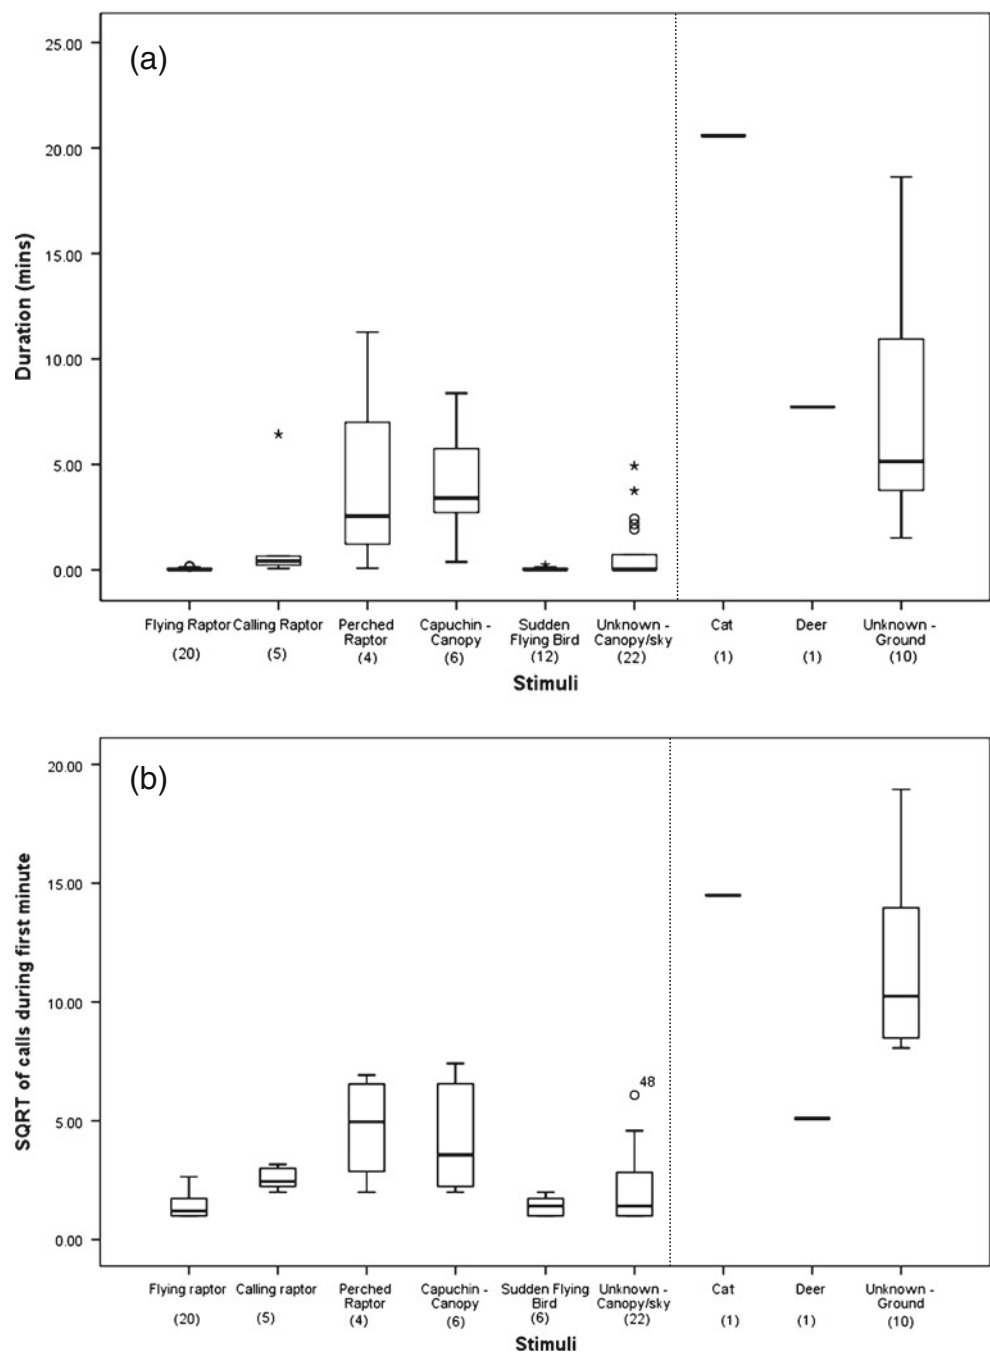 (a)
25.00
20.00
15.00
10.00
5.00
0.00
Duration (mins)
Flying Raptor Calling Raptor Perched Raptor Capuchin - Canopy Sudden Flying Bird Unknown - Canopy/sky Cat Deer Unknown - Ground
(20) (5) (4) (6) (12) (22) (1) (1) (10)
Stimuli
(b)
20.00
15.00
10.00
5.00
0.00
SQRT of calls during first minute
48
Flying raptor Calling raptor Perched Raptor Capuchin - Canopy Sudden Flying Bird Unknown - Canopy/sky Cat Deer Unknown - Ground
(20) (5) (4) (6) (6) (22) (1) (1) (10)
Stimuli